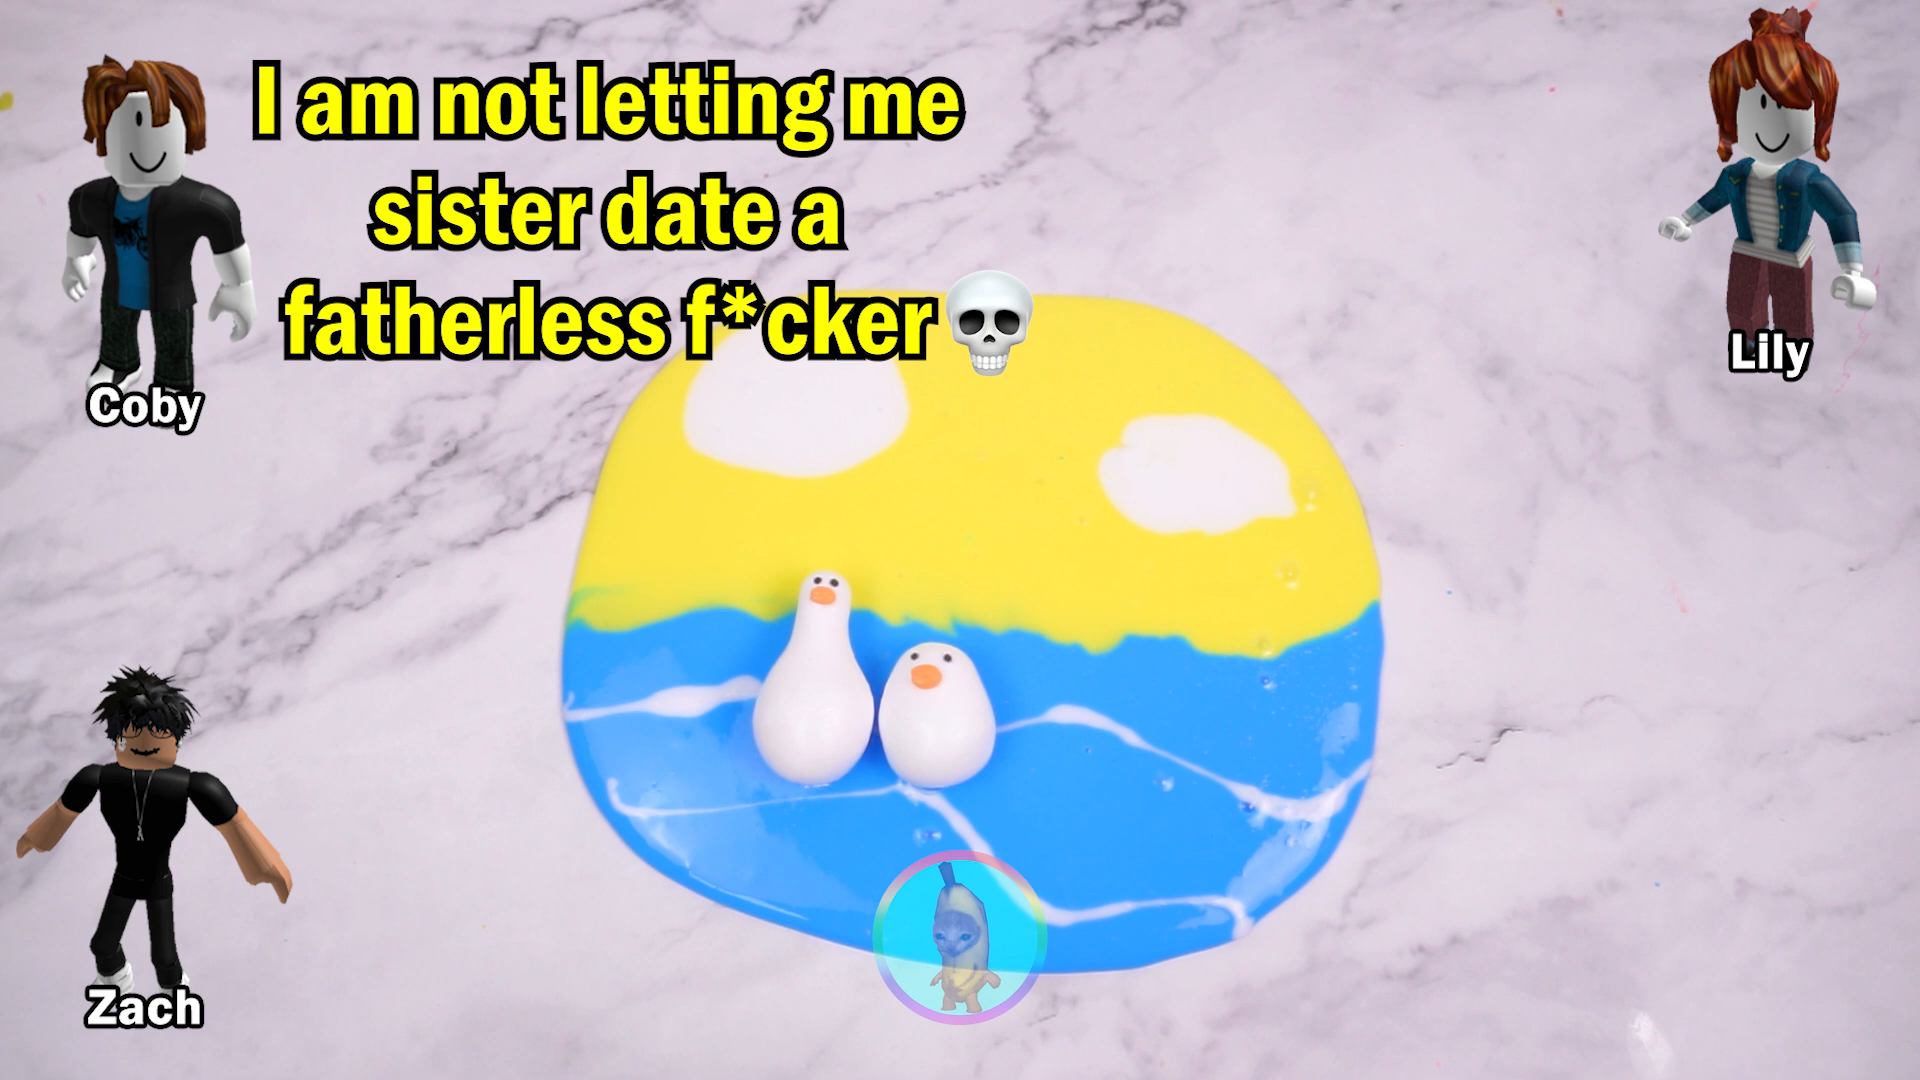 I am not letting me
sister date a
fatherless f*cker💀
Coby
Lily
Zach